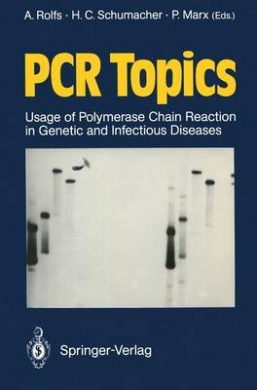 A. Rolfs · H. C. Schumacher · P. Marx (Eds.)
PCR Topics
Usage of Polymerase Chain Reaction
in Genetic and Infectious Diseases
Springer-Verlag